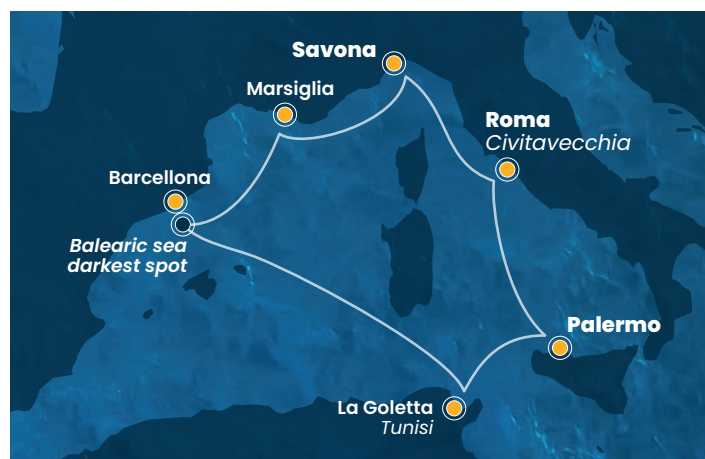 Savona
Marsiglia
Roma
Civitavecchia
Barcellona
Balearic sea
darkest spot
Palermo
La Goletta
Tunisi